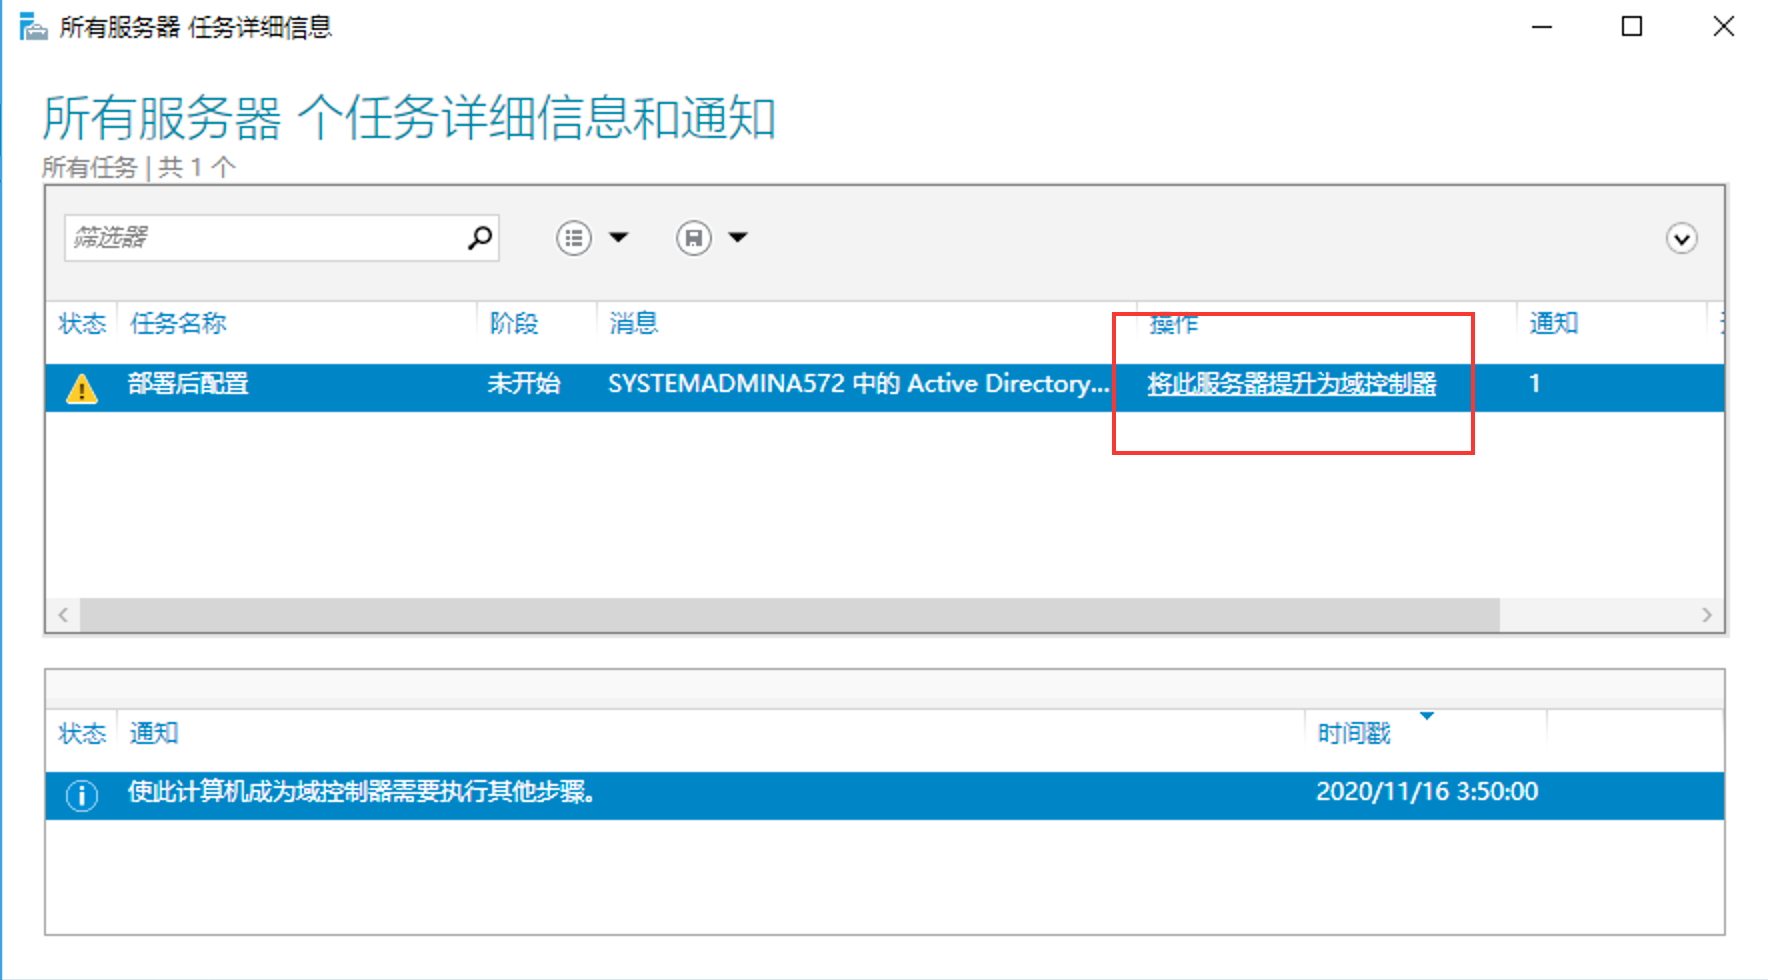 所有服务器 任务详细信息
所有服务器 个任务详细信息和通知
所有任务 | 共 1 个
筛选器
状态 任务名称 阶段 消息 操作 通知
部署后配置 未开始 SYSTEMADMINA572 中的 Active Directory... 将此服务器提升为域控制器 1
状态 通知 时间戳
使此计算机成为域控制器需要执行其他步骤。 2020/11/16 3:50:00